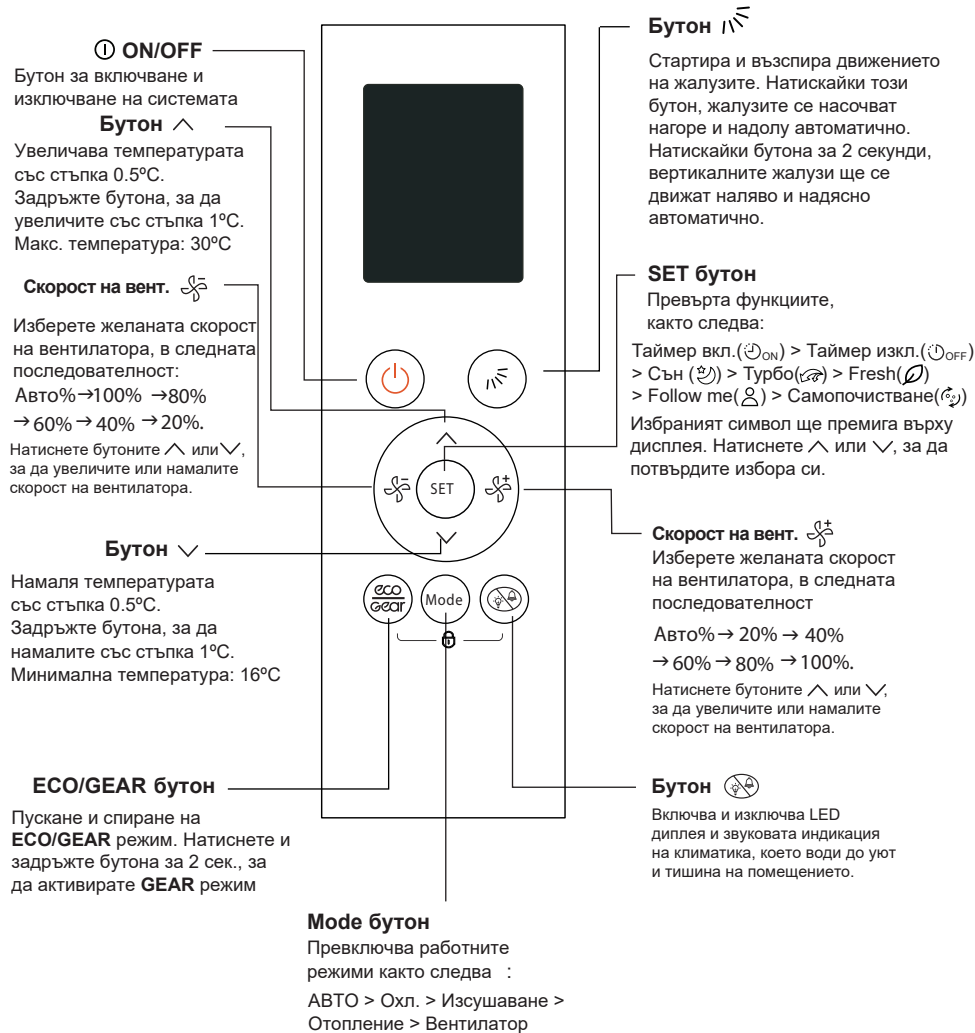 ON/OFF
Бутон за включване и
изключване на системата
Бутон
Увеличава температурата
със стъпка 0.5ºC.
Задръжте бутона, за да
увеличите със стъпка 1ºC.
Макс. температура: 30ºC
Скорост на вент.
Изберете желаната скорост
на вентилатора, в следната
последователност:
Авто%→100% →80%
→60%→40% →20%.
Натиснете бутоните или ,
за да увеличите или намалите
скорост на вентилатора.
Бутон
Намаля температурата
със стъпка 0.5ºC.
Задръжте бутона, за да
намалите със стъпка 1ºC.
Минимална температура: 16ºC
ECO/GEAR бутон
Пускане и спиране на
ECO/GEAR режим. Натиснете и
задръжте бутона за 2 сек., за
да активирате GEAR режим
SET
eco
Gear
Mode
Mode бутон
Превключва работните
режими както следва :
АВТО > Охл. > Изсушаване >
Отопление > Вентилатор
Бутон
Стартира и възспира движението
на жалузите. Натискайки този
бутон, жалузите се насочват
нагоре и надолу автоматично.
Натискайки бутона за 2 секунди,
вертикалните жалузи ще се
движат наляво и надясно
автоматично.
SET бутон
Превърта функциите,
както следва:
Таймер вкл.( ON) > Таймер изкл.( OFF)
> Сън ( ) > Турбо( ) > Fresh( )
> Follow me( ) > Самопочистване( )
Избраният символ ще премига върху
дисплея. Натиснете или , за да
потвърдите избора си.
Скорост на вент.
Изберете желаната скорост
на вентилатора, в следната
последователност
Авто%→ 20% → 40%
→60%→ 80% →100%.
Натиснете бутоните или ,
за да увеличите или намалите
скорост на вентилатора.
Бутон
Включва и изключва LED
диплея и звуковата индикация
на климатика, което води до уют
и тишина на помещението.